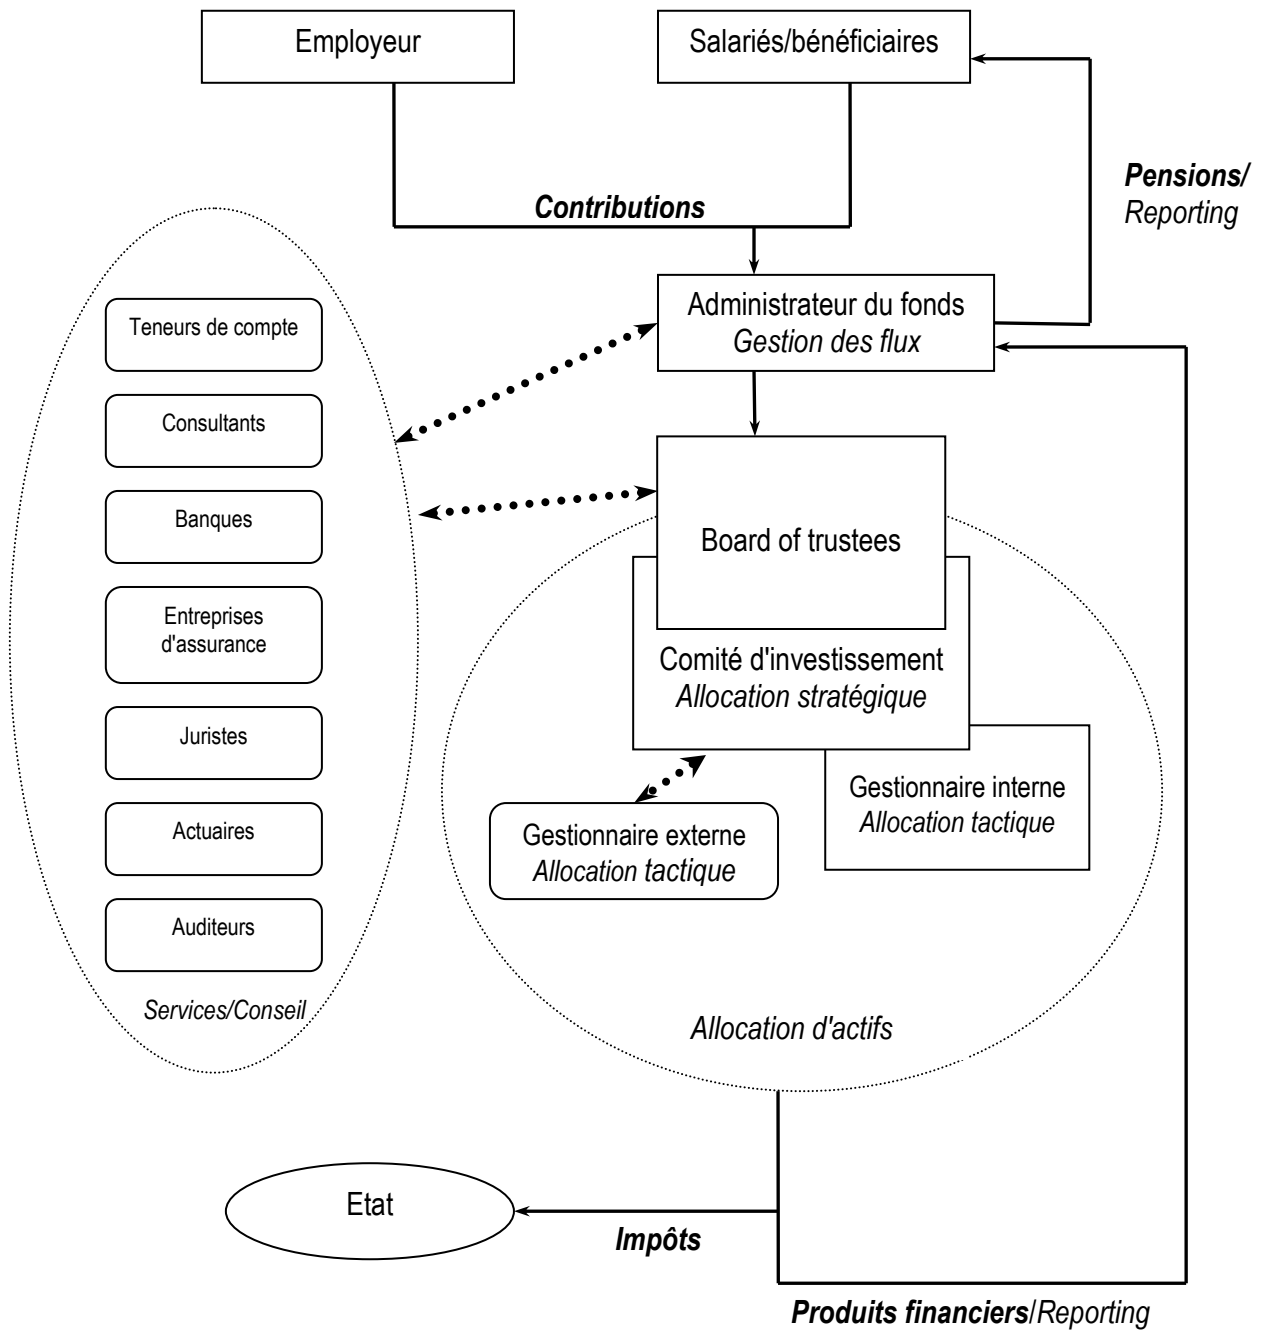 Employeur
Salariés/bénéficiaires
Pensions/
Reporting
Contributions
Administrateur du fonds
Gestion des flux
Teneurs de compte
Consultants
Banques
Entreprises
d'assurance
Juristes
Actuaires
Auditeurs
Services/Conseil
Board of trustees
Comité d'investissement
Allocation stratégique
Gestionnaire interne
Allocation tactique
Gestionnaire externe
Allocation tactique
Allocation d'actifs
Etat
Impôts
Produits financiers/Reporting